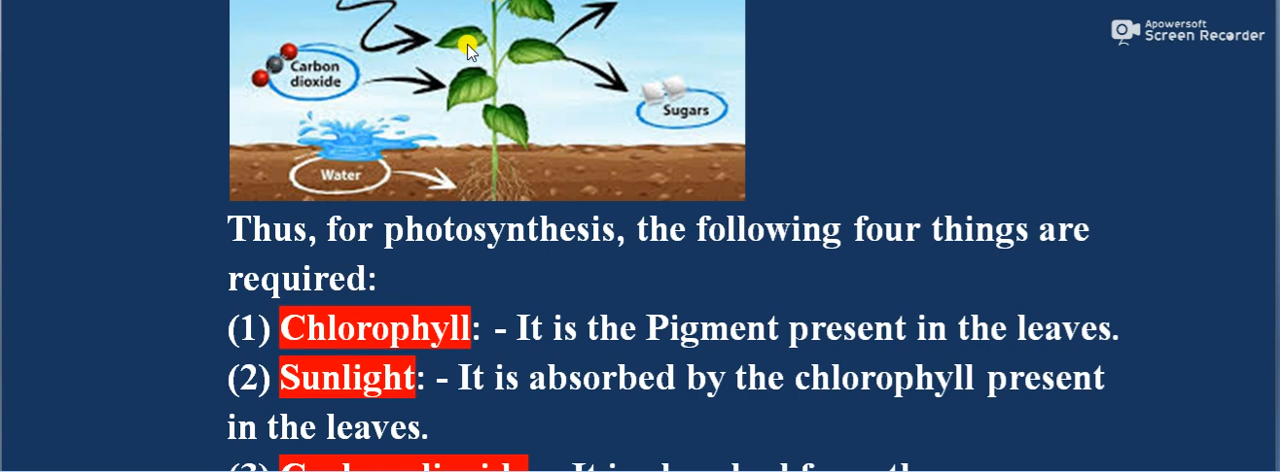 Apowersoft
Screen Recorder
Carbon
dioxide
Sugars
Water
Thus, for photosynthesis, the following four things are
required:
(1) Chlorophyll: - It is the Pigment present in the leaves.
(2) Sunlight: - It is absorbed by the chlorophyll present
in the leaves.